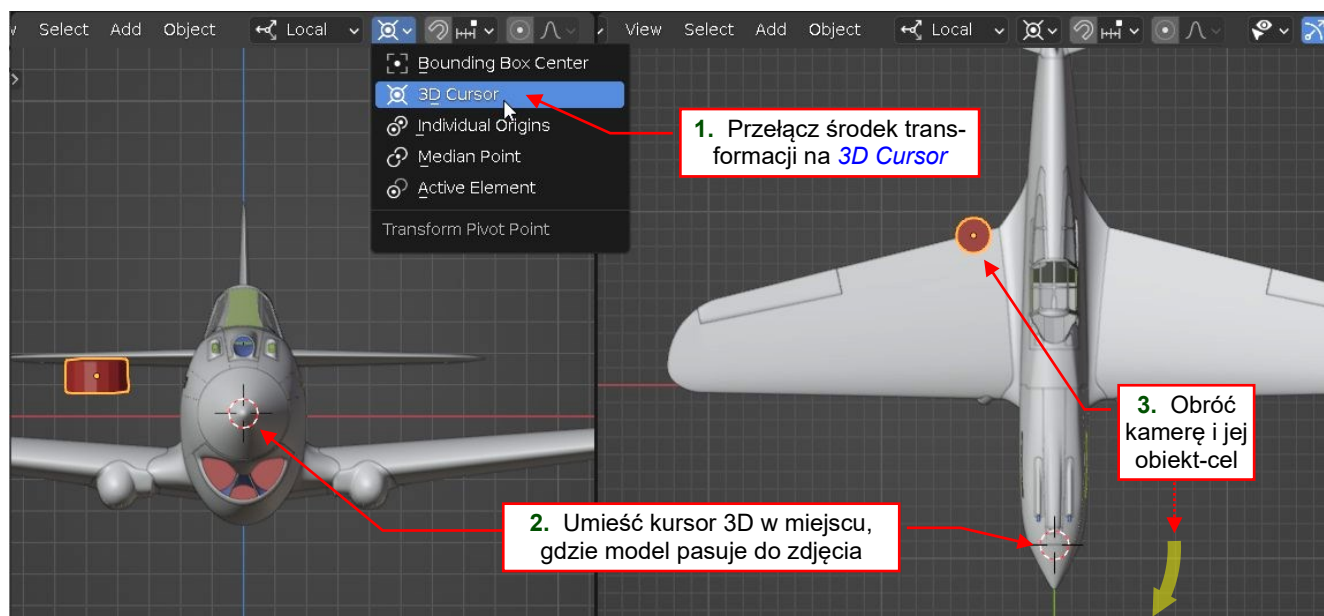 Select Add Object Local
View Select Add Object Local
Bounding Box Center
3D Cursor
Individual Origins
Median Point
Active Element
Transform Pivot Point
1. Przełącz środek trans-
formacji na 3D Cursor
3. Obróć
kamerę i jej
obiekt-cel
2. Umieść kursor 3D w miejscu,
gdzie model pasuje do zdjęcia